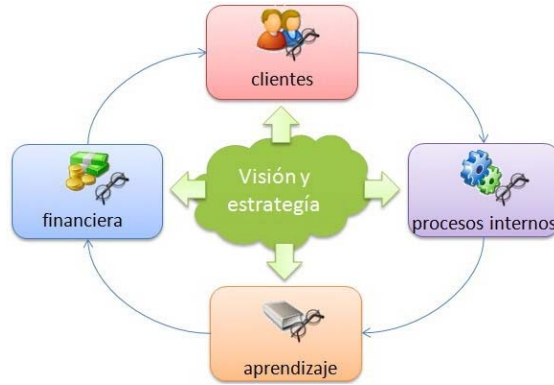 clientes
financiera
Visión y
estrategía
procesos internos
aprendizaje